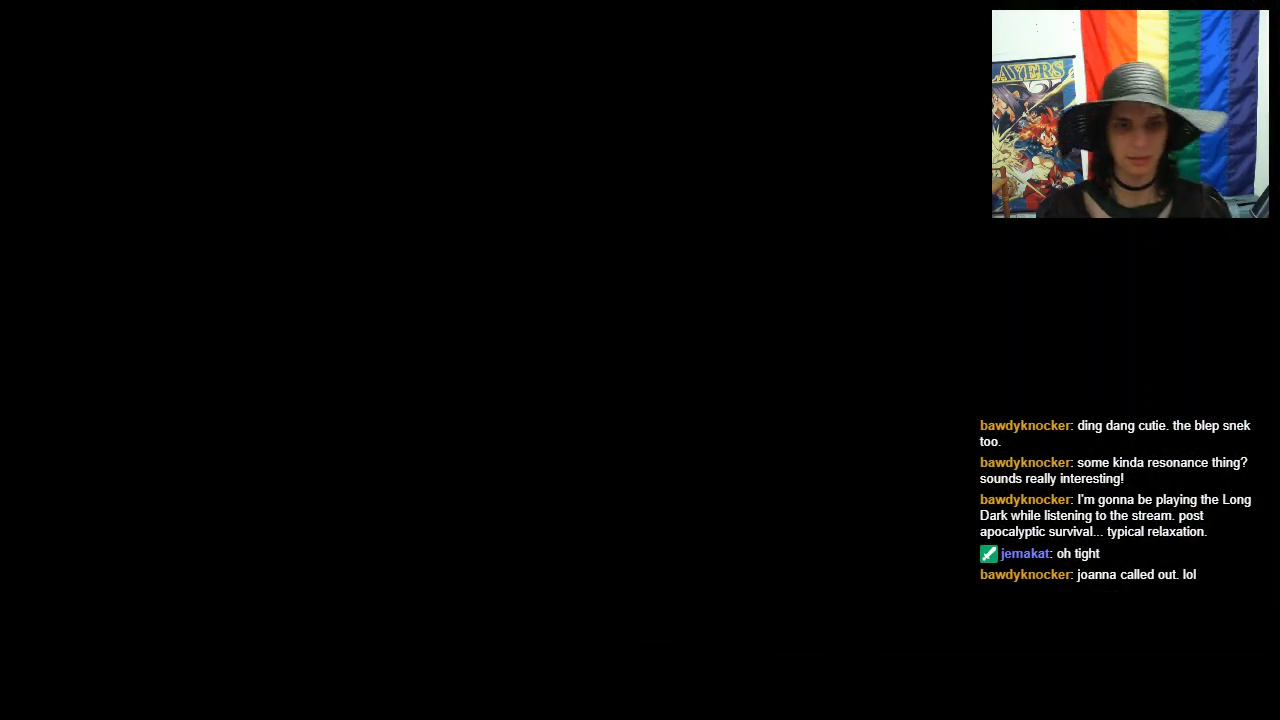 LAYERS
bawdyknocker: ding dang cutie. the blep snek
too.
bawdyknocker: some kinda resonance thing?
sounds really interesting!
bawdyknocker: I'm gonna be playing the Long
Dark while listening to the stream. post
apocalyptic survival... typical relaxation.
jemakat: oh tight
bawdyknocker: joanna called out. lol